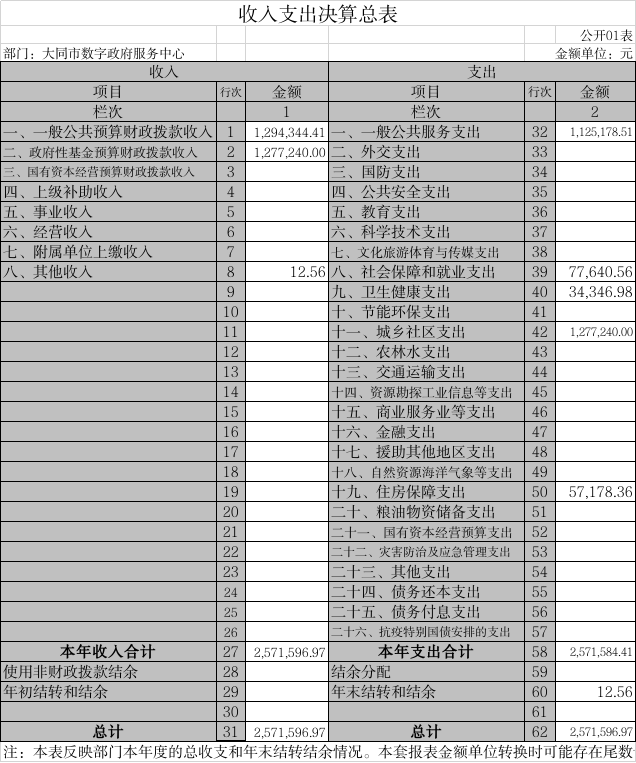 收入支出决算总表
公开01表
部门：大同市数字政府服务中心 金额单位：元
收入 支出
项目 行次 金额 项目 行次 金额
栏次 1 栏次 2
一、一般公共预算财政拨款收入 1 1,294,344.41 一、一般公共服务支出 32 1,125,178.51
二、政府性基金预算财政拨款收入 2 1,277,240.00 二、外交支出 33
三、国有资本经营预算财政拨款收入 3 三、国防支出 34
四、上级补助收入 4 四、公共安全支出 35
五、事业收入 5 五、教育支出 36
六、经营收入 6 六、科学技术支出 37
七、附属单位上缴收入 7 七、文化旅游体育与传媒支出 38
八、其他收入 8 12.56 八、社会保障和就业支出 39 77,640.56
9 九、卫生健康支出 40 34,346.98
10 十、节能环保支出 41
11 十一、城乡社区支出 42 1,277,240.00
12 十二、农林水支出 43
13 十三、交通运输支出 44
14 十四、资源勘探工业信息等支出 45
15 十五、商业服务业等支出 46
16 十六、金融支出 47
17 十七、援助其他地区支出 48
18 十八、自然资源海洋气象等支出 49
19 十九、住房保障支出 50 57,178.36
20 二十、粮油物资储备支出 51
21 二十一、国有资本经营预算支出 52
22 二十二、灾害防治及应急管理支出 53
23 二十三、其他支出 54
24 二十四、债务还本支出 55
25 二十五、债务付息支出 56
26 二十六、抗疫特别国债安排的支出 57
本年收入合计 27 2,571,596.97 本年支出合计 58 2,571,584.41
使用非财政拨款结余 28 结余分配 59
年初结转和结余 29 年末结转和结余 60 12.56
30 61
总计 31 2,571,596.97 总计 62 2,571,596.97
注：本表反映部门本年度的总收支和年末结转结余情况。本套报表金额单位转换时可能存在尾数